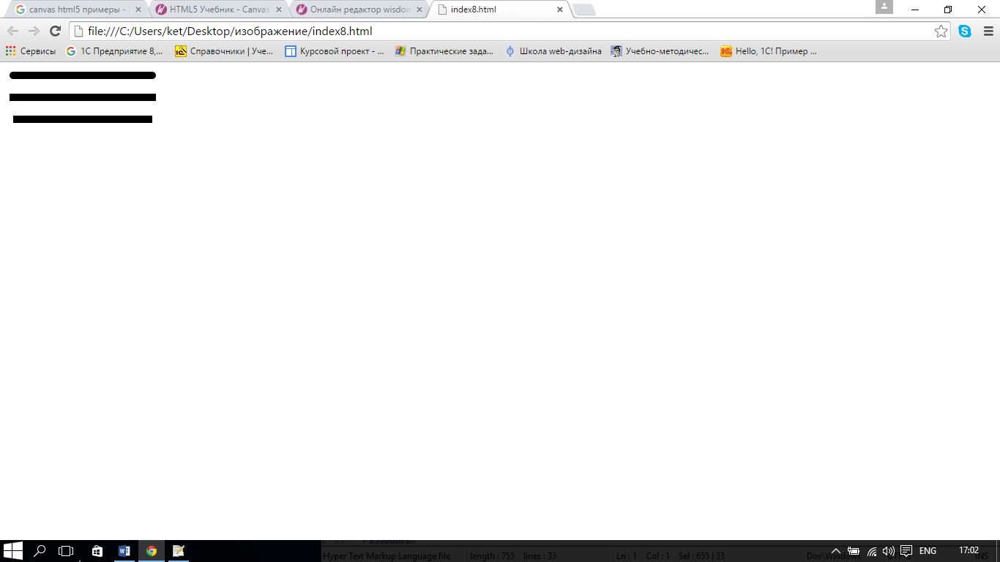 canvas html5 примеры -
HTML5 Учебник - Canvas
Онлайн редактор wisdom
index8.html
file:///C:/Users/ket/Desktop/изображение/index8.html
Сервисы
1С Предприятие 8,...
Справочники | Уче...
Курсовой проект - ...
Практические зада...
Школа web-дизайна
Учебно-методичес...
Hello, 1С! Пример ...
Hyper Text Markup Language file length : 755 lines : 33 Ln : 1 Col : 1 Sel : 655 | 33 Dos\Windows INS
ENG
17:02